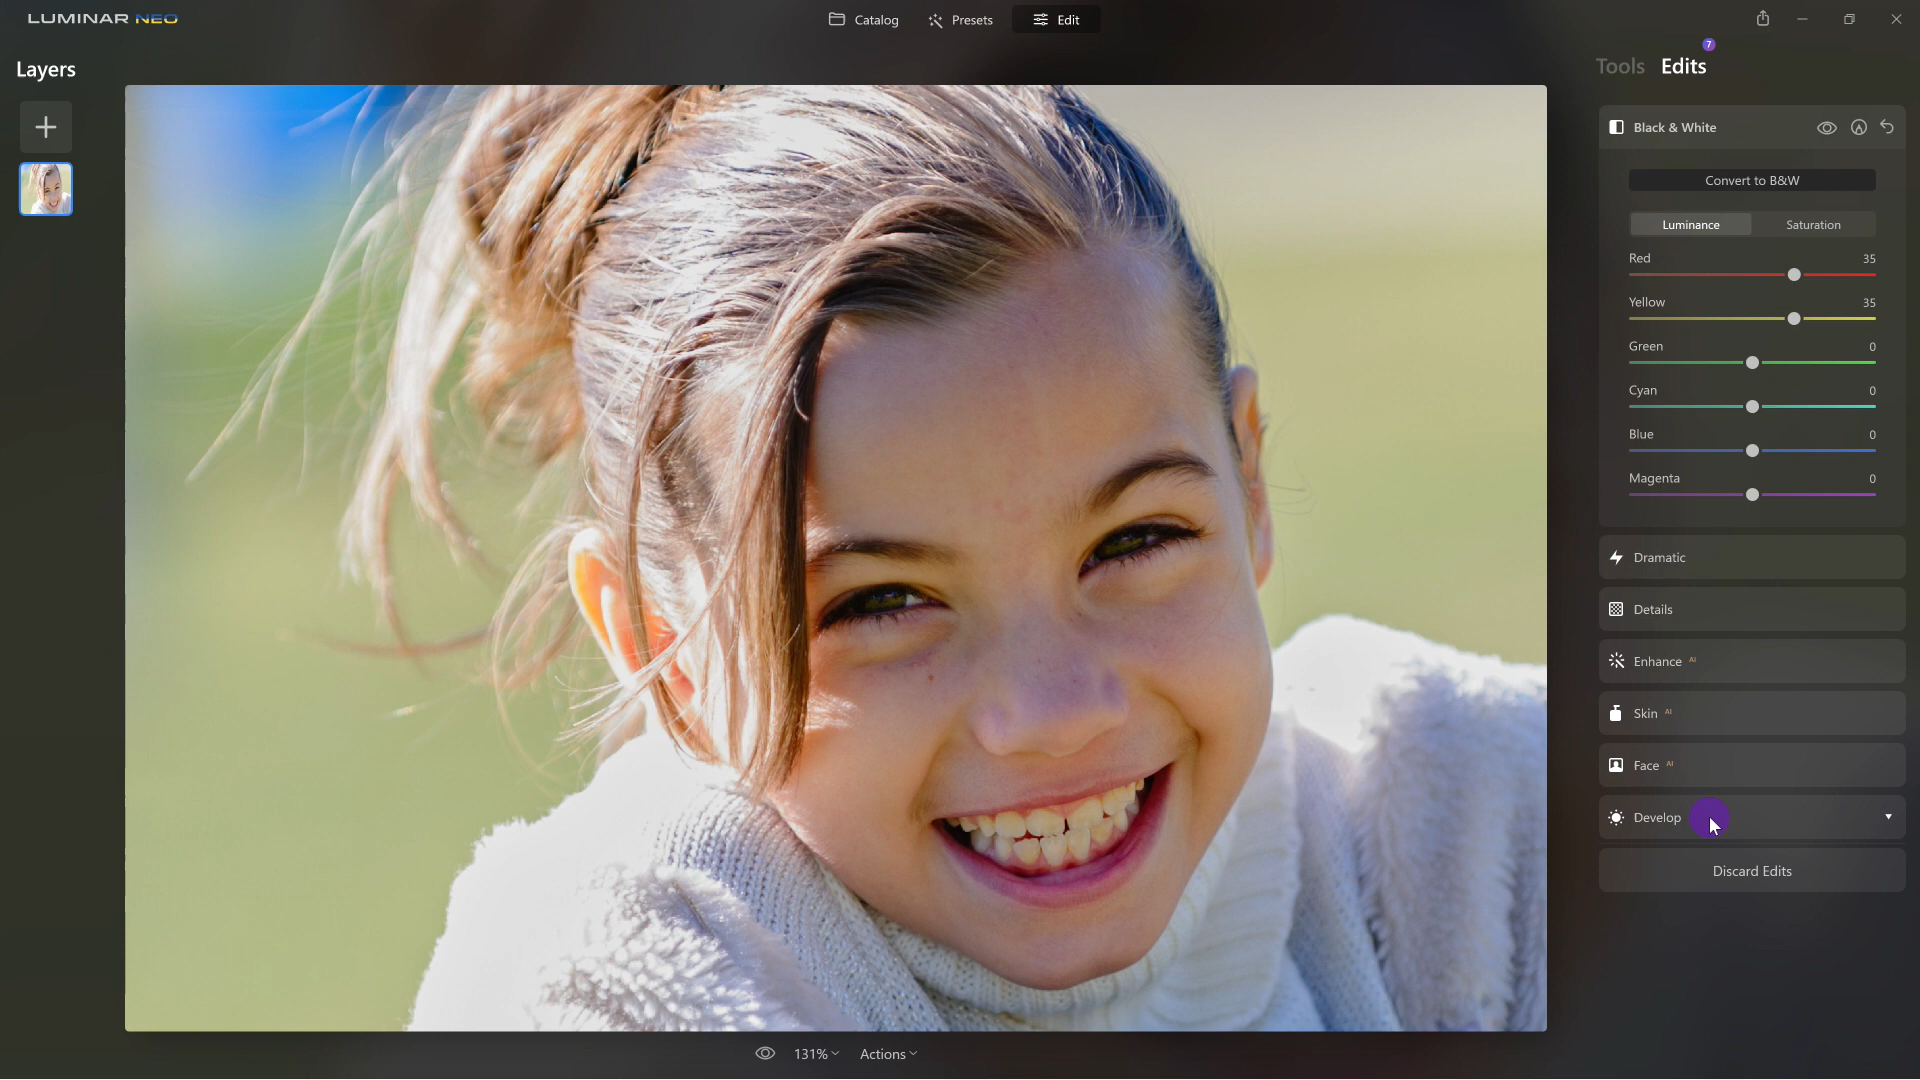 LUMINAR NEO
Catalog
Presets
Edit
Layers
7
Tools
Edits
Black & White
Convert to B&W
Luminance
Saturation
Red 35
Yellow 35
Green 0
Cyan 0
Blue 0
Magenta 0
Dramatic
Details
Enhance AI
Skin AI
Face AI
Develop
Discard Edits
131%
Actions